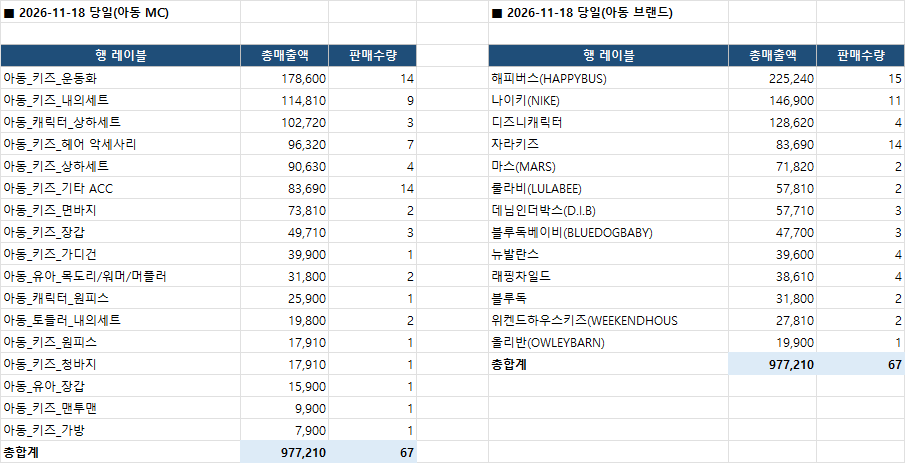 ■ 2026-11-18 당일(아동 MC)
행 레이블 총매출액 판매수량
아동_키즈_운동화 178,600 14
아동_키즈_내의세트 114,810 9
아동_캐릭터_상하세트 102,720 3
아동_키즈_헤어 악세사리 96,320 7
아동_키즈_상하세트 90,630 4
아동_키즈_기타 ACC 83,690 14
아동_키즈_면바지 73,810 2
아동_키즈_장갑 49,710 3
아동_키즈_가디건 39,900 1
아동_유아_목도리/워머/머플러 31,800 2
아동_캐릭터_원피스 25,900 1
아동_토들러_내의세트 19,800 2
아동_키즈_원피스 17,910 1
아동_키즈_청바지 17,910 1
아동_유아_장갑 15,900 1
아동_키즈_맨투맨 9,900 1
아동_키즈_가방 7,900 1
총합계 977,210 67
■ 2026-11-18 당일(아동 브랜드)
행 레이블 총매출액 판매수량
해피버스(HAPPYBUS) 225,240 15
나이키(NIKE) 146,900 11
디즈니캐릭터 128,620 4
자라키즈 83,690 14
마스(MARS) 71,820 2
룰라비(LULABEE) 57,810 2
데님인더박스(D.I.B) 57,710 3
블루독베이비(BLUEDOGBABY) 47,700 3
뉴발란스 39,600 4
래핑차일드 38,610 4
블루독 31,800 2
위켄드하우스키즈(WEEKENDHOUS 27,810 2
올리반(OWLEYBARN) 19,900 1
총합계 977,210 67